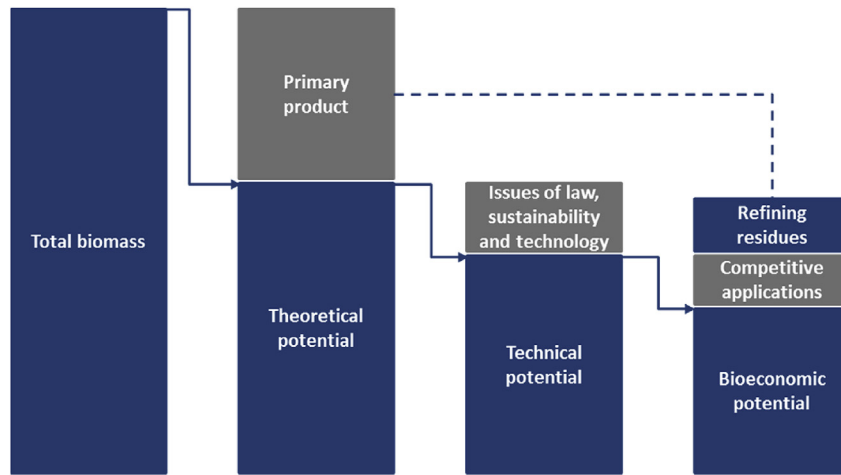 Total biomass
Primary
product
Theoretical
potential
Issues of law,
sustainability
and technology
Technical
potential
Refining
residues
Competitive
applications
Bioeconomic
potential